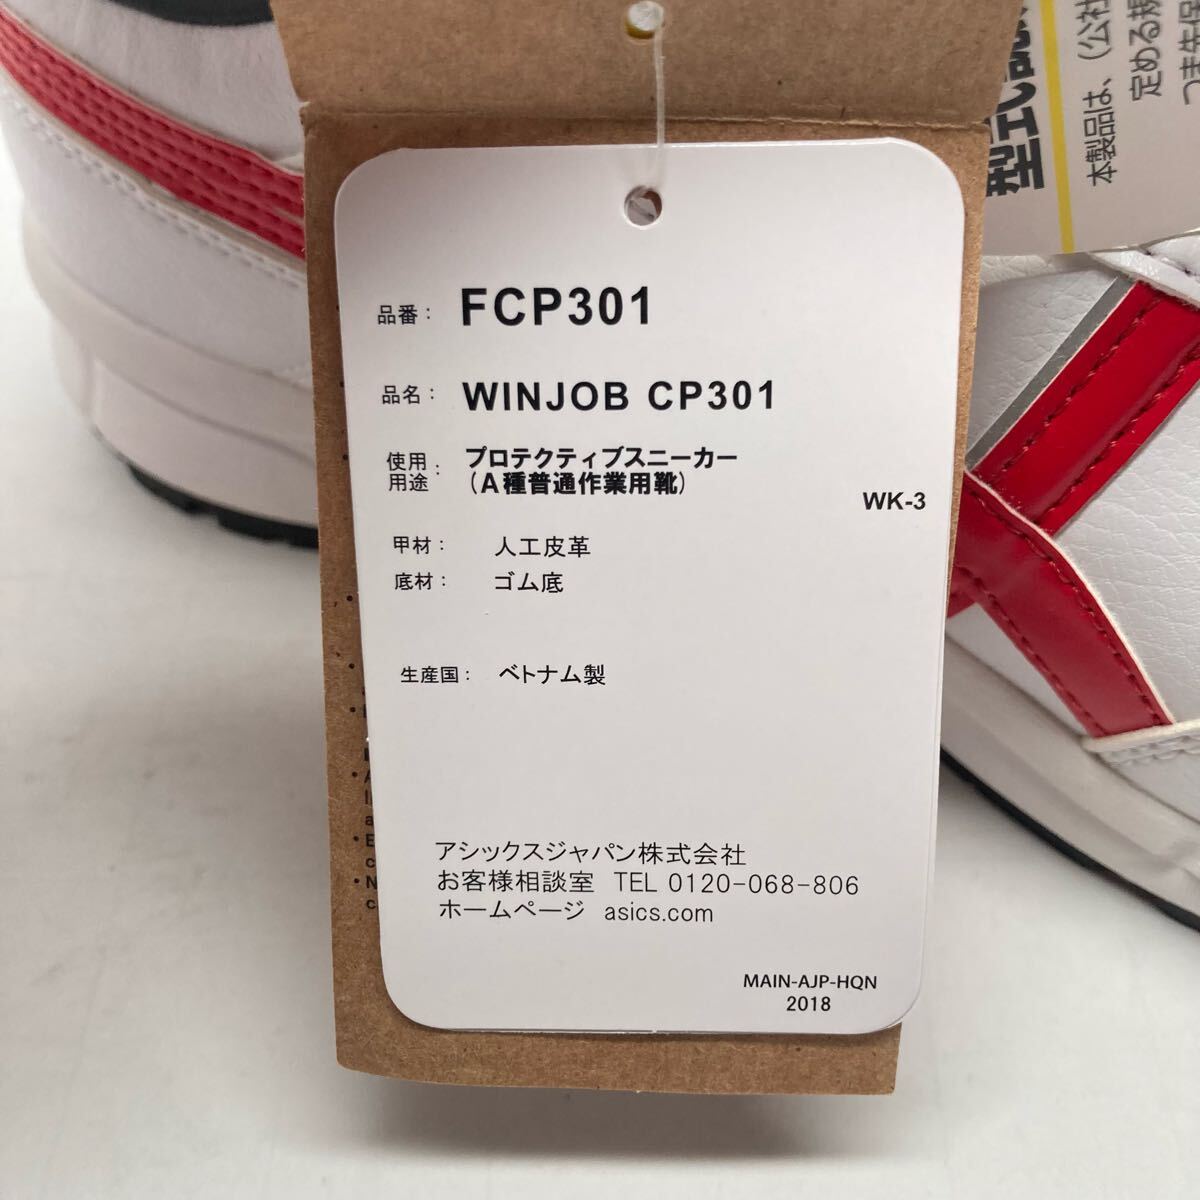 品番： FCP301
品名： WINJOB CP301
使用用途： プロテクティブスニーカー
（A種普通作業用靴）
WK-3
甲材： 人工皮革
底材： ゴム底
生産国： ベトナム製
アシックスジャパン株式会社
お客様相談室 TEL 0120-068-806
ホームページ asics.com
MAIN-AJP-HQN
2018
本製品は、（公社
定める規
つま先保